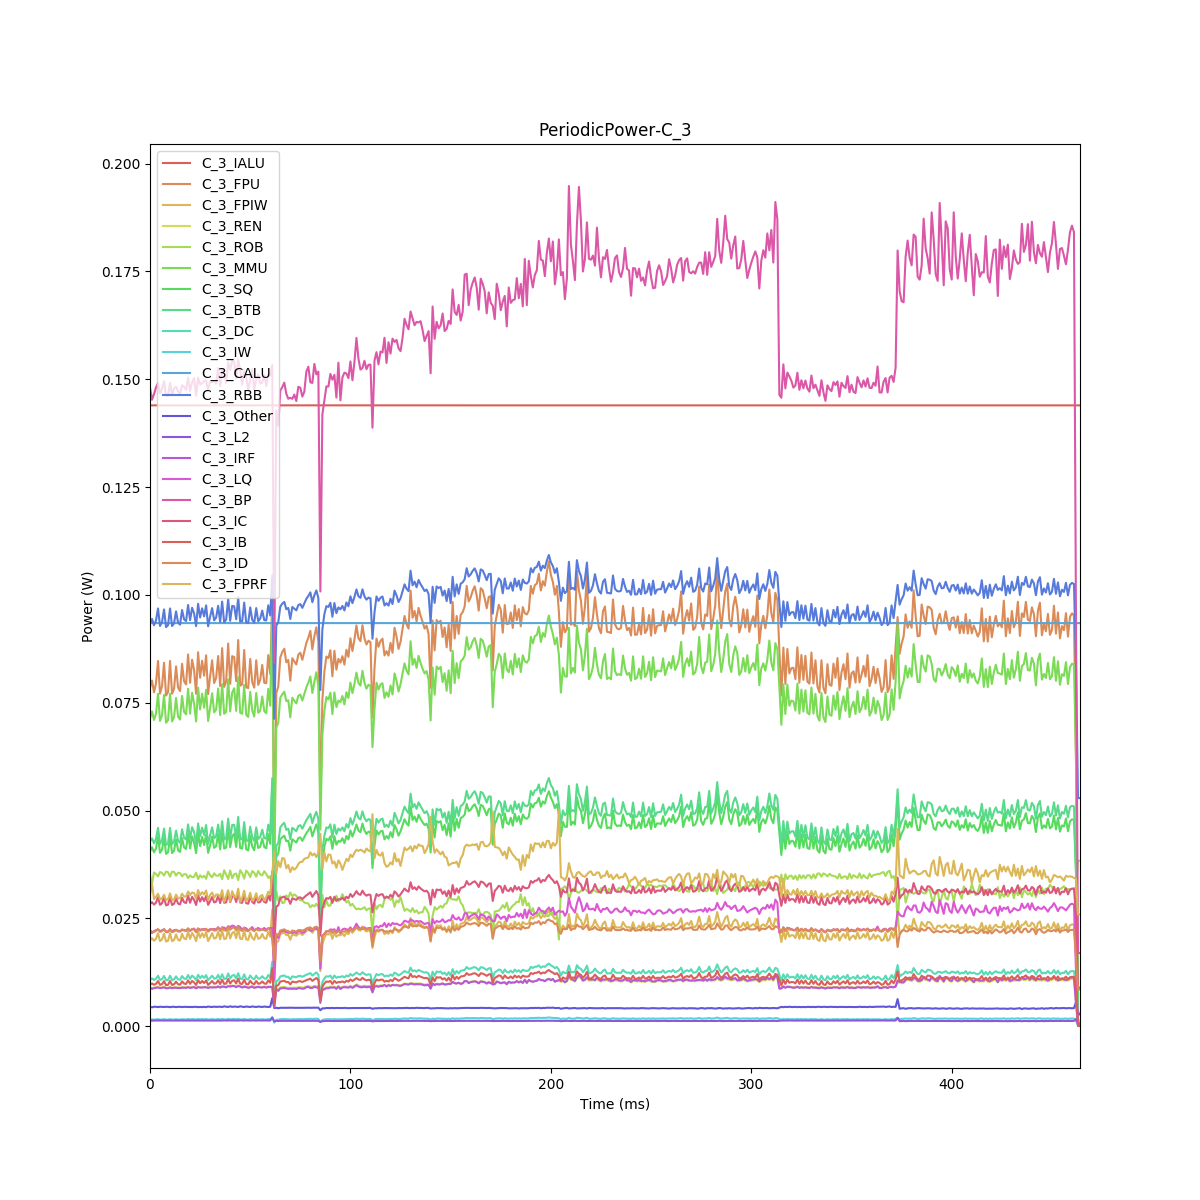 PeriodicPower-C_3
0.200
0.175
0.150
0.125
0.100
0.075
0.050
0.025
0.000
Power (W)
C_3_IALU
C_3_FPU
C_3_FPIW
C_3_REN
C_3_ROB
C_3_MMU
C_3_SQ
C_3_BTB
C_3_DC
C_3_IW
C_3_CALU
C_3_RBB
C_3_Other
C_3_L2
C_3_IRF
C_3_LQ
C_3_BP
C_3_IC
C_3_IB
C_3_ID
C_3_FPRF
0 100 200 300 400
Time (ms)